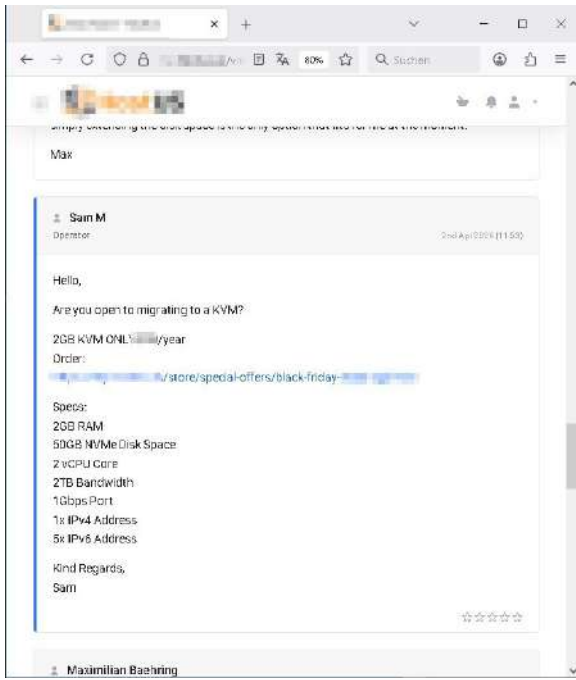 80%
Suchen
simply extending the disk space is the only option that fits for me at the moment.
Max
Sam M
Operator
Hello,
Are you open to migrating to a KVM?
2GB KVM ONLY /year
Order:
/store/special-offers/black-friday-
Specs:
2GB RAM
50GB NVMe Disk Space
2 vCPU Core
2TB Bandwidth
1Gbps Port
1x IPv4 Address
5x IPv6 Address
Kind Regards,
Sam
Maximilian Baehring